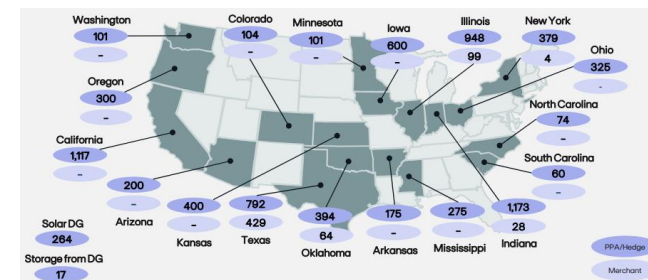 Washington
101
-
Colorado
104
-
Minnesota
101
-
Iowa
600
-
Illinois
948
99
New York
379
4
Ohio
325
-
Oregon
300
-
North Carolina
74
-
California
1,117
-
South Carolina
60
-
200
-
Arizona
400
-
Kansas
792
429
Texas
394
64
Oklahoma
175
-
Arkansas
275
-
Mississippi
1,173
28
Indiana
Solar DG
264
Storage from DG
17
PPA/Hedge
Merchant